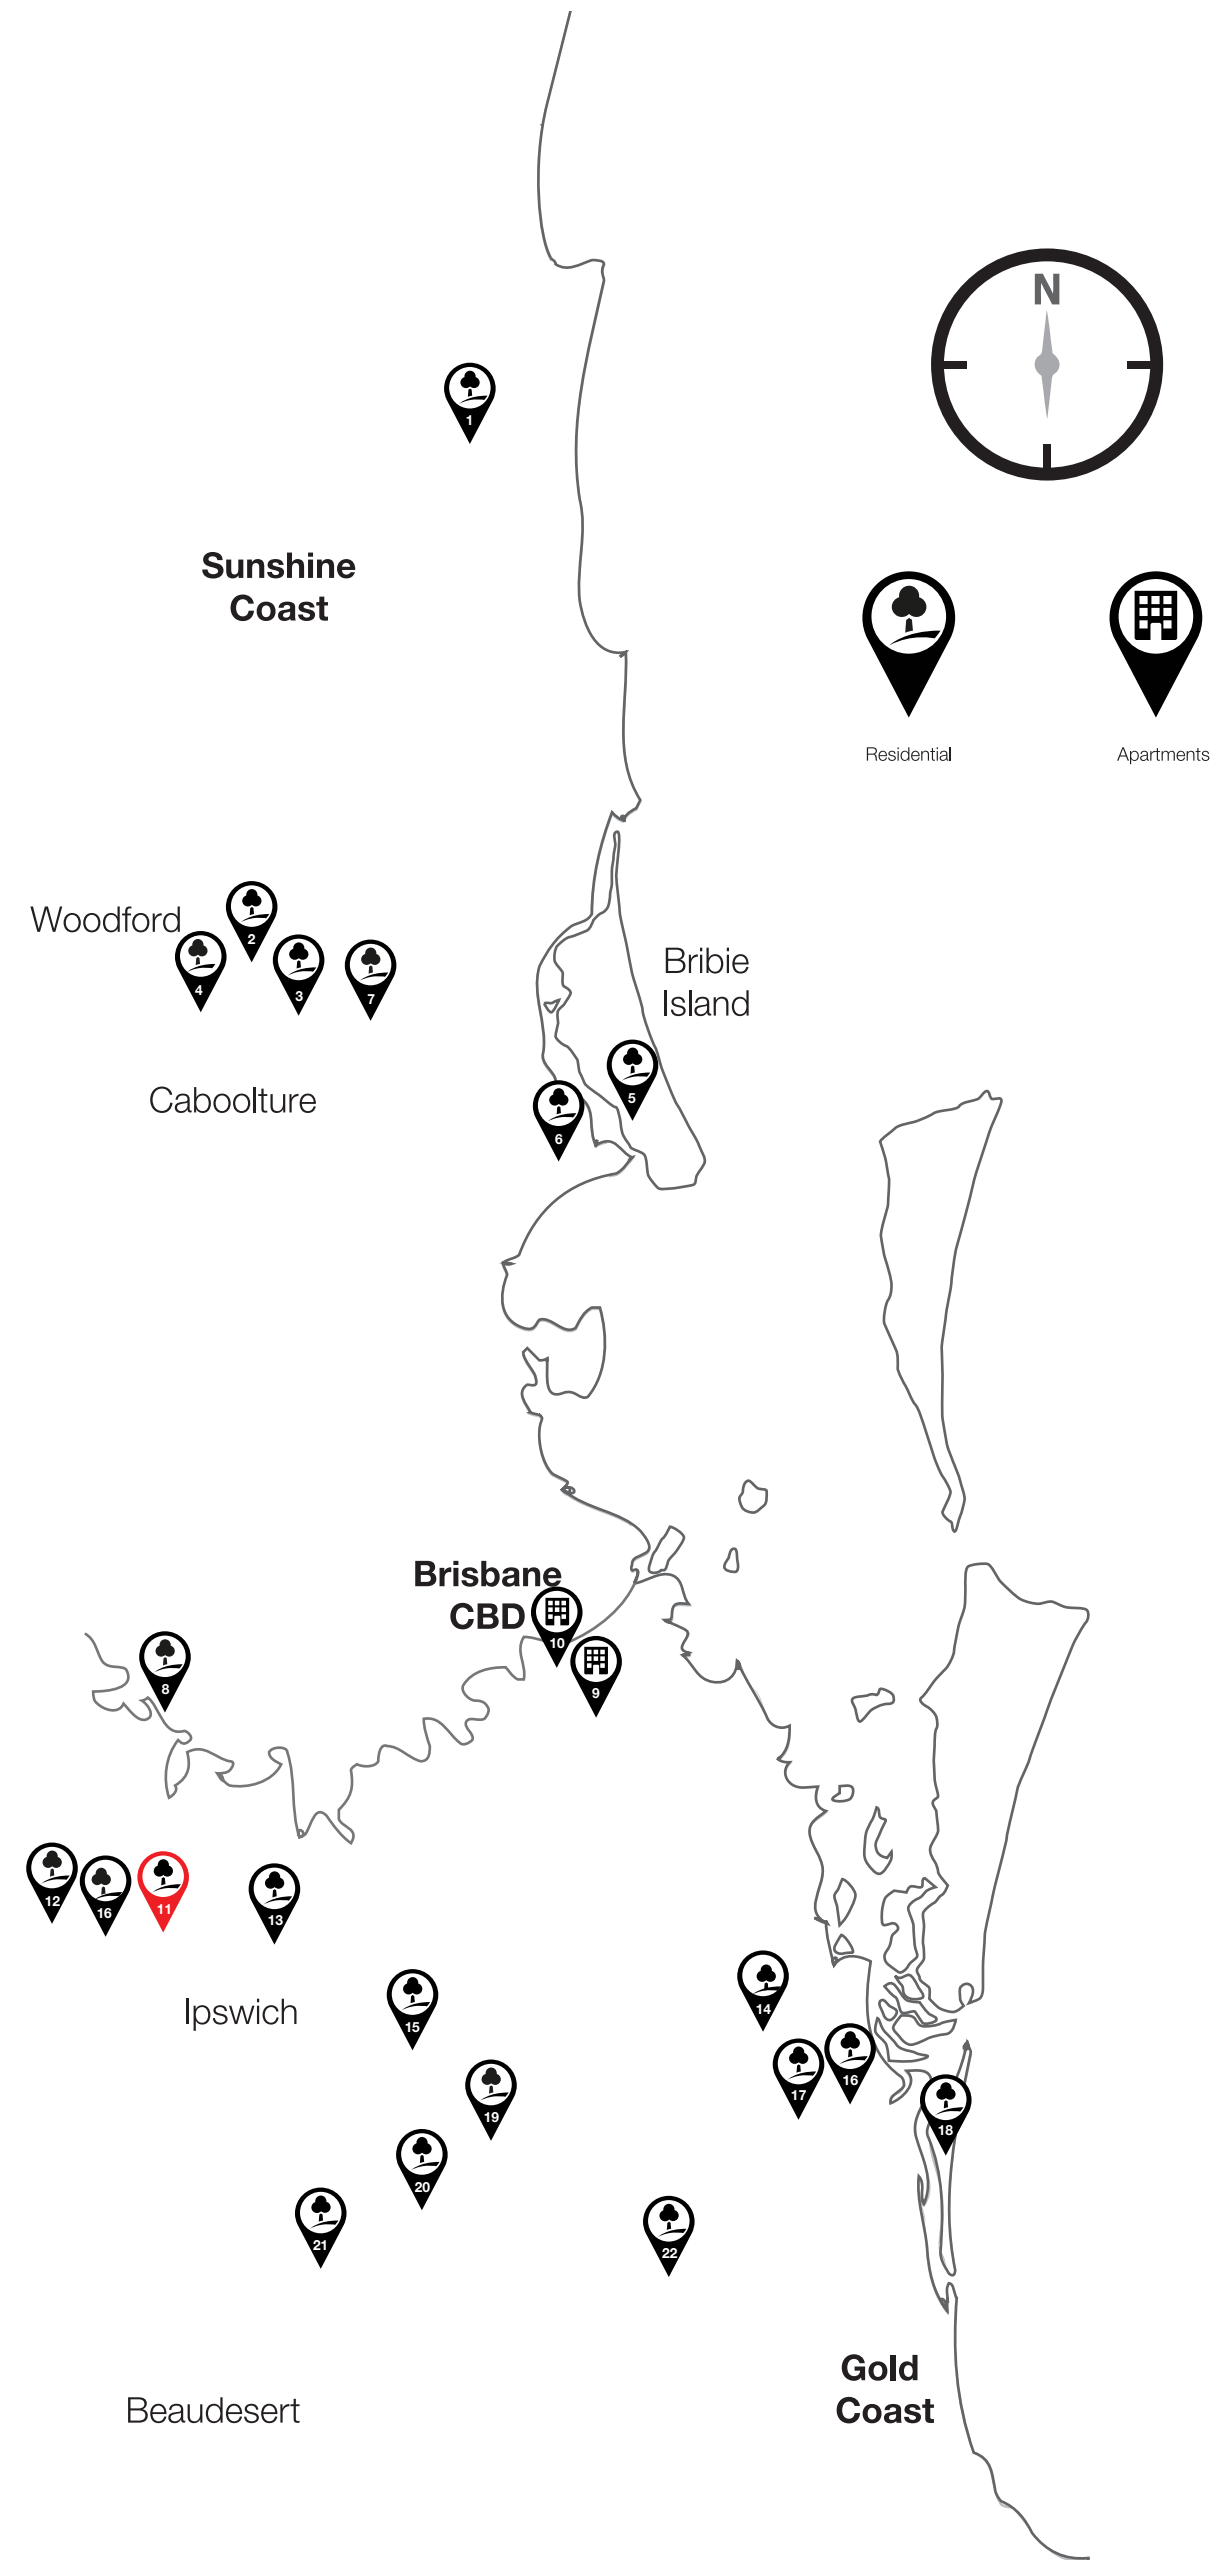 N
1
Sunshine
Coast
Residential
Apartments
Woodford
2
4
3
7
Bribie
Island
5
Caboolture
6
Brisbane
CBD
10
8
9
12
16
11
13
Ipswich
15
14
17
16
19
18
20
21
22
Gold
Coast
Beaudesert